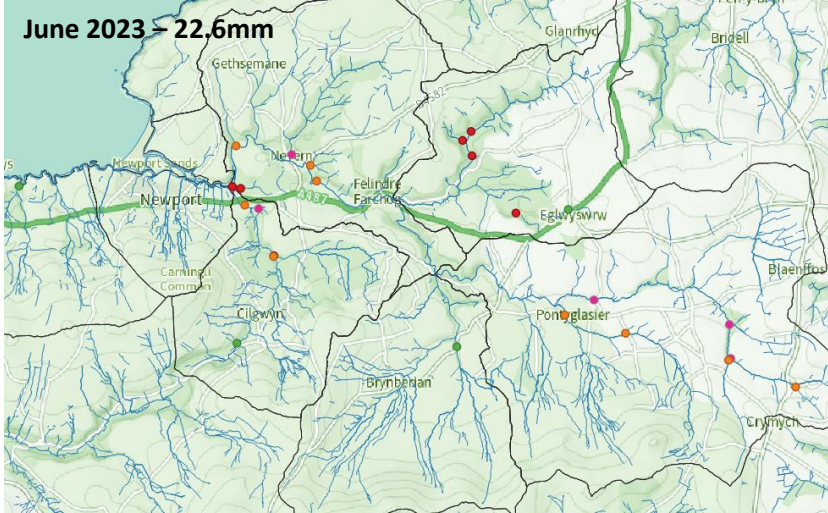 June 2023 – 22.6mm
Glanrhyd
Bridell
Gethsemane
Nevern
Newport Sands
Newport
A487
Felindre
Farchog
Eglwyswrw
Carningli
Common
Blaenffos
Cilgwyn
Pontyglasier
Brynberian
Crymych